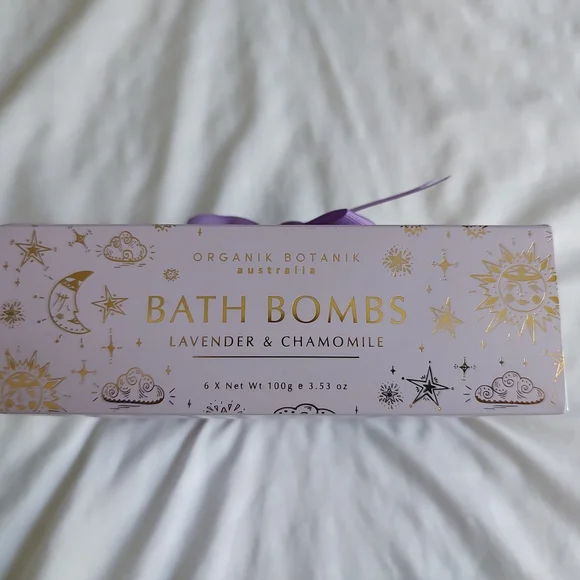 ORGANIK BOTANIK
australia
BATH BOMBS
LAVENDER & CHAMOMILE
6 X Net Wt 100g e 3.53 oz